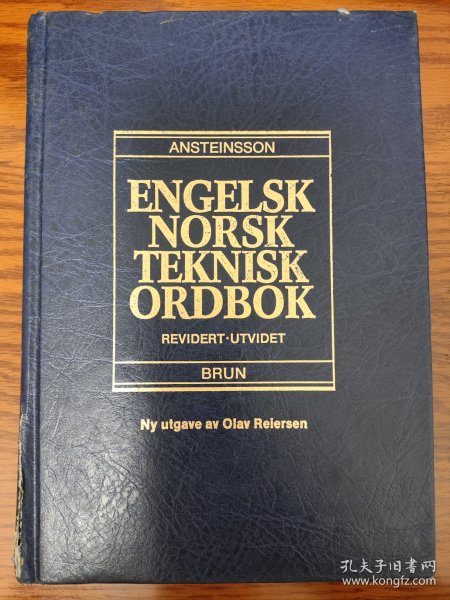 ANSTEINSSON
ENGELSK
NORSK
TEKNISK
ORDBOK
REVIDERT·UTVIDET
BRUN
Ny utgave av Olav Reiersen
孔夫子旧书网
www.kongfz.com